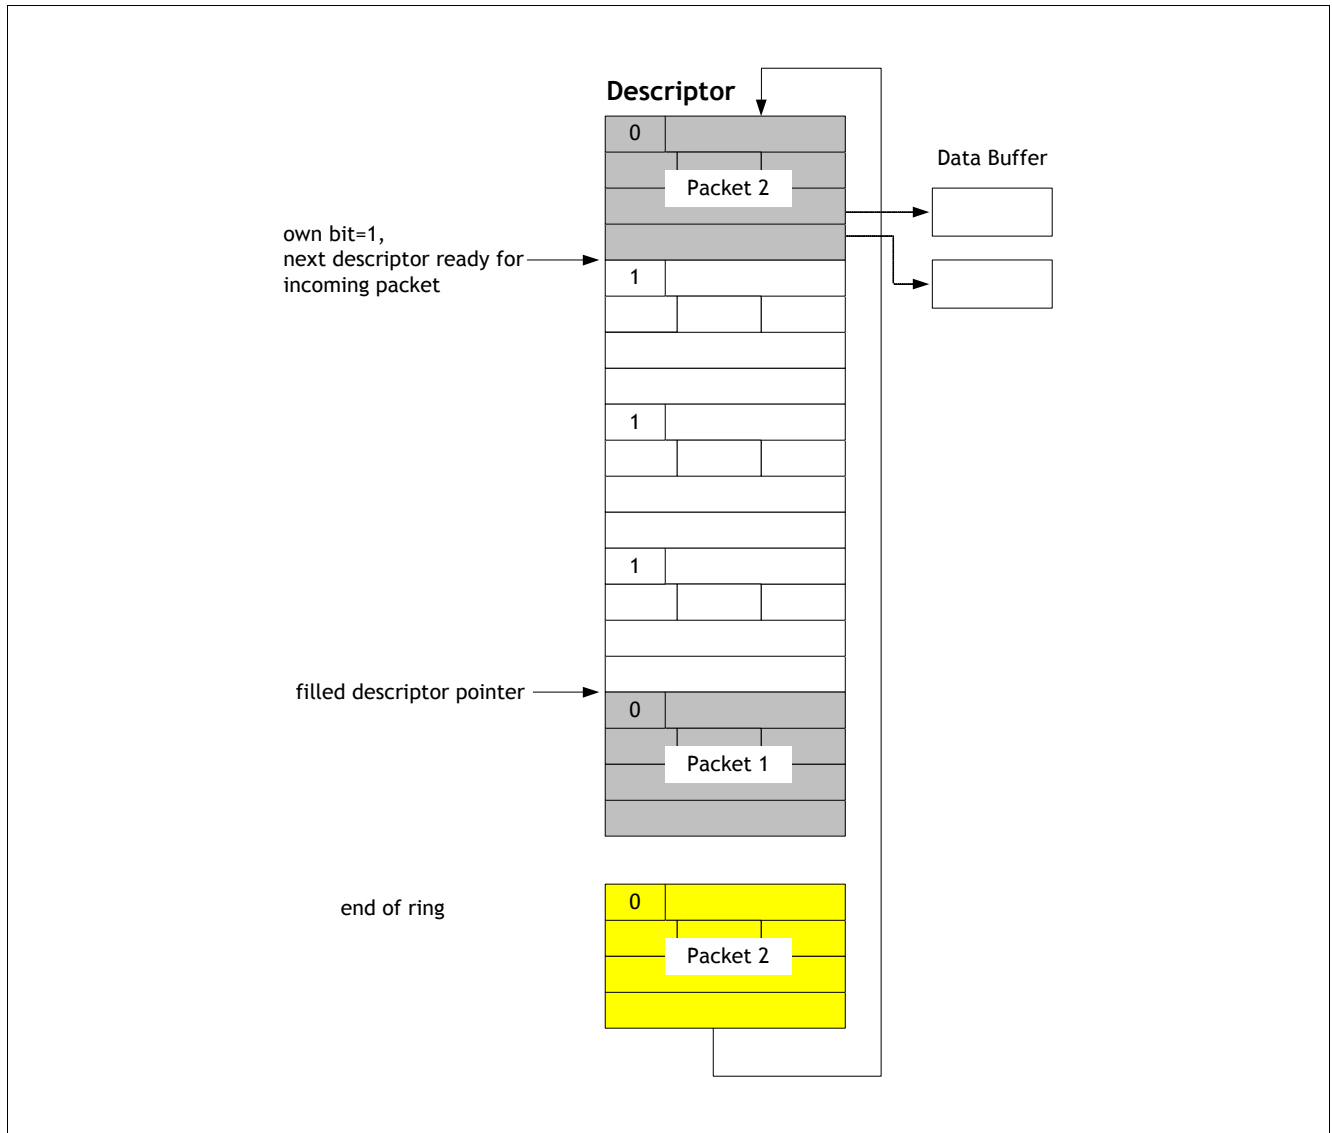 Descriptor
0
Data Buffer
Packet 2
own bit=1,
next descriptor ready for
incoming packet
1
1
1
filled descriptor pointer
0
Packet 1
end of ring
0
Packet 2